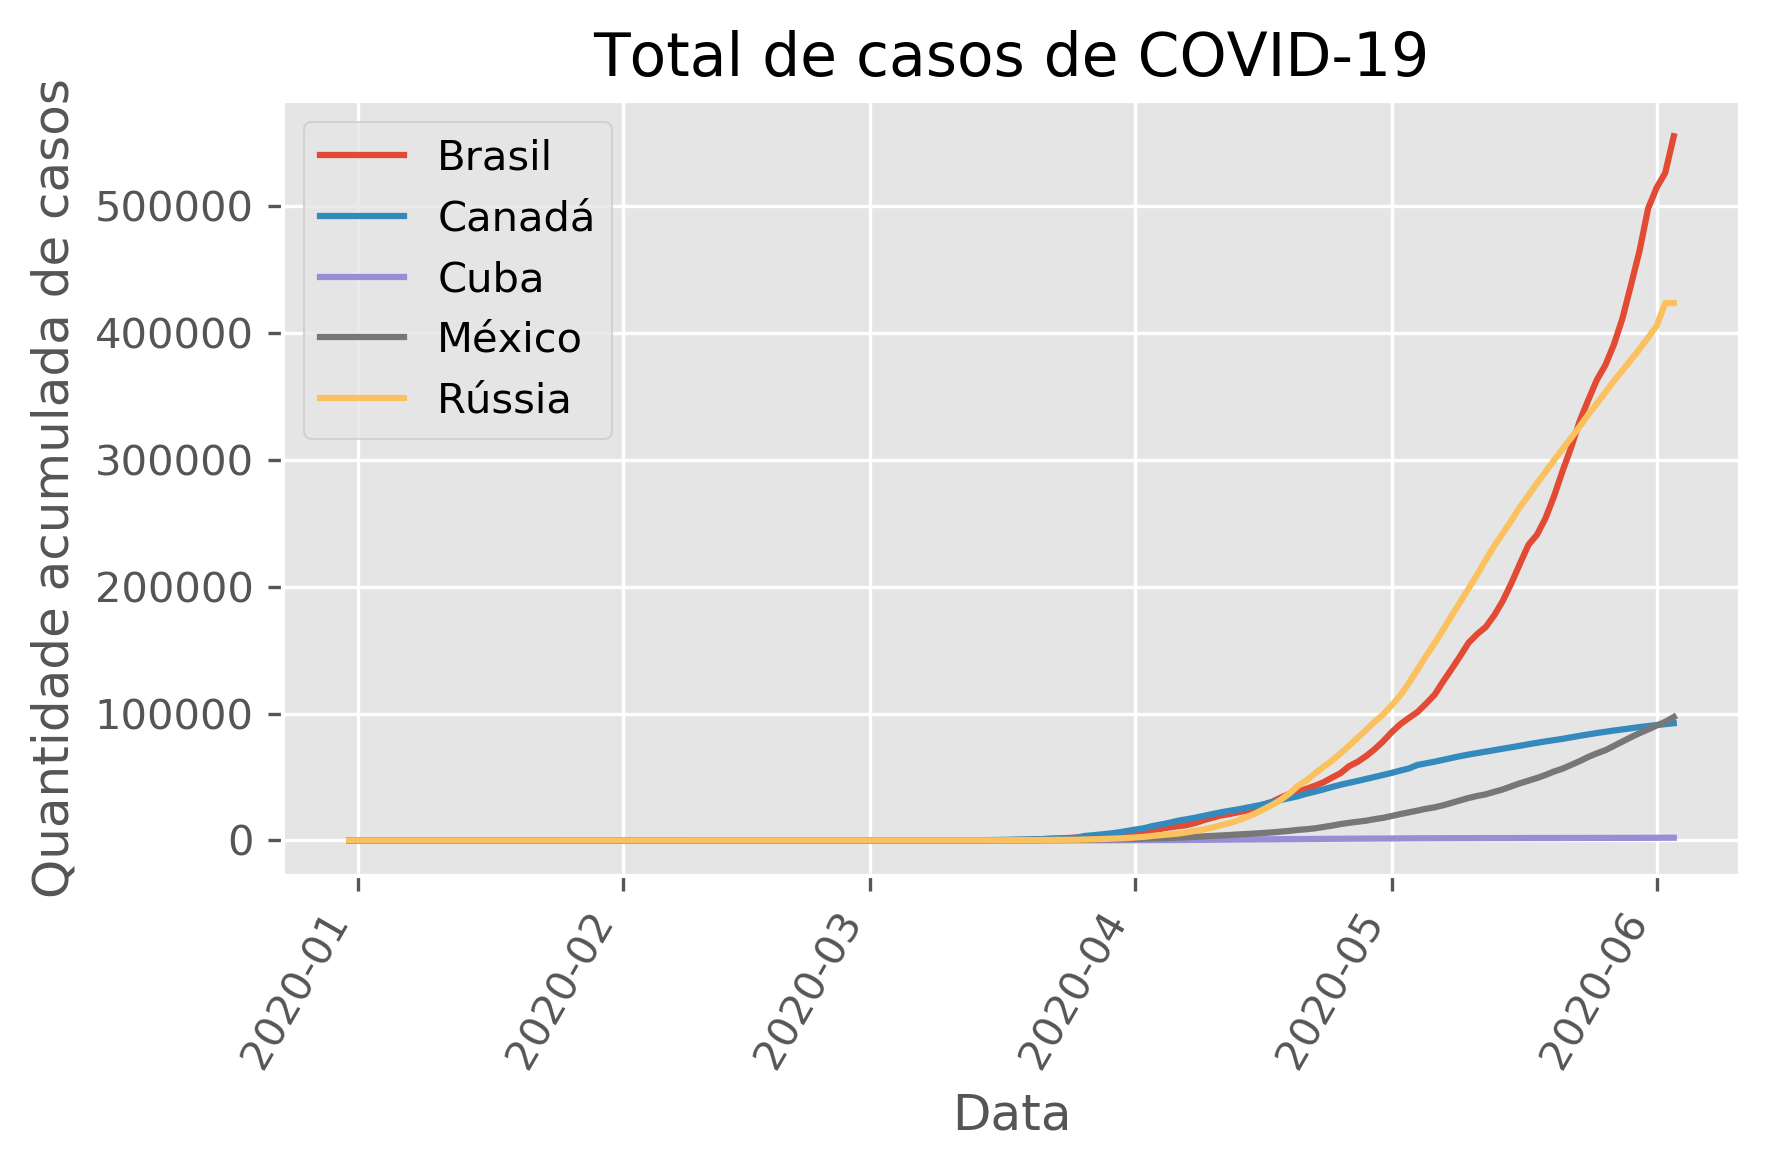 Total de casos de COVID-19
Quantidade acumulada de casos
500000
400000
300000
200000
100000
0
Brasil
Canadá
Cuba
México
Rússia
2020-01
2020-02
2020-03
2020-04
2020-05
2020-06
Data